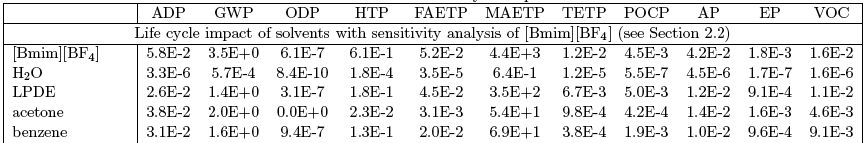 ADP GWP ODP HTP FAETP MAETP TETP POCP AP EP VOC
Life cycle impact of solvents with sensitivity analysis of [Bmim][BF₄] (see Section 2.2)
[Bmim][BF₄] 5.8E-2 3.5E+0 6.1E-7 6.1E-1 5.2E-2 4.4E+3 1.2E-2 4.5E-3 4.2E-2 1.8E-3 1.6E-2
H₂O 3.3E-6 5.7E-4 8.4E-10 1.8E-4 3.5E-5 6.4E-1 1.2E-5 5.5E-7 4.5E-6 1.7E-7 1.6E-6
LPDE 2.6E-2 1.4E+0 3.1E-7 1.8E-1 4.5E-2 3.5E+2 6.7E-3 5.0E-3 1.2E-2 9.1E-4 1.1E-2
acetone 3.8E-2 2.0E+0 0.0E+0 2.3E-2 3.1E-3 5.4E+1 9.8E-4 4.2E-4 1.4E-2 1.6E-3 4.6E-3
benzene 3.1E-2 1.6E+0 9.4E-7 1.3E-1 2.0E-2 6.9E+1 3.8E-4 1.9E-3 1.0E-2 9.6E-4 9.1E-3